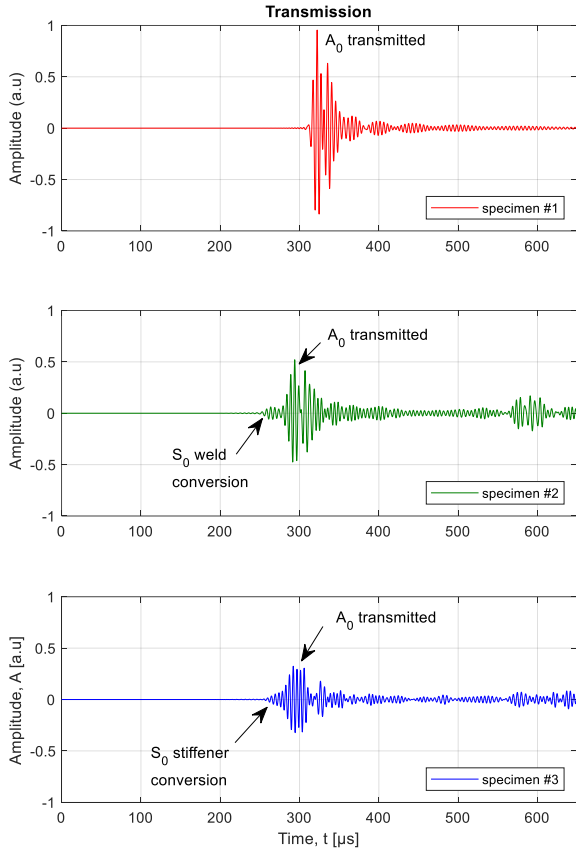 Transmission
1
0.5
0
-0.5
-1
Amplitude (a.u)
A0 transmitted
specimen #1
0 100 200 300 400 500 600
1
0.5
0
-0.5
-1
Amplitude (a.u)
A0 transmitted
S0 weld
conversion
specimen #2
0 100 200 300 400 500 600
1
0.5
0
-0.5
-1
Amplitude, A [a.u]
A0 transmitted
S0 stiffener
conversion
specimen #3
0 100 200 300 400 500 600
Time, t [µs]